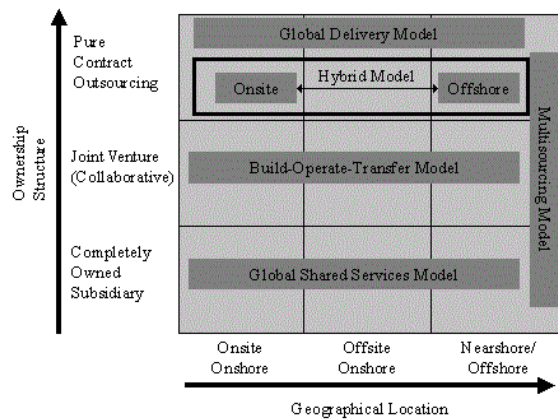 Pure
Contract
Outsourcing
Global Delivery Model
Hybrid Model
Onsite
Offshore
Joint Venture
(Collaborative)
Build-Operate-Transfer Model
Completely
Owned
Subsidiary
Global Shared Services Model
Multisourcing Model
Ownership
Structure
Onsite
Onshore
Offsite
Onshore
Nearshore/
Offshore
Geographical Location